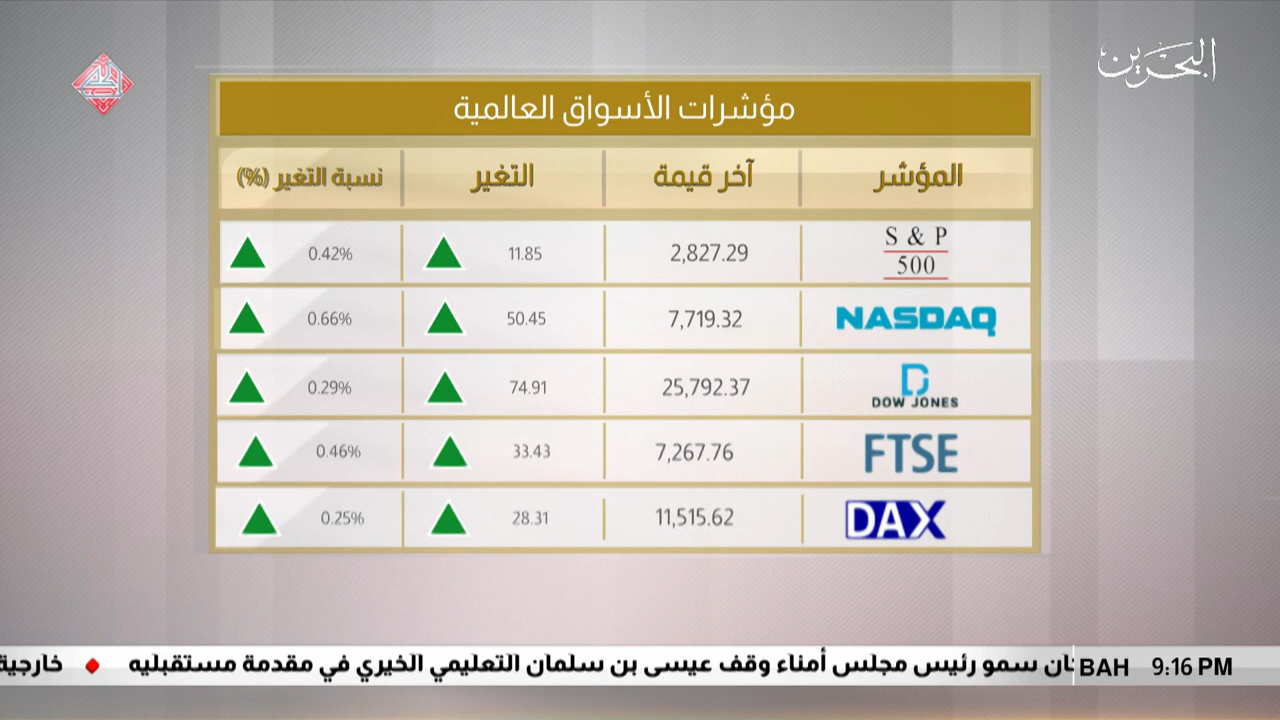 البحرين
مؤشرات الأسواق العالمية
المؤشر آخر قيمة التغير نسبة التغير (%)
S & P 500 2,827.29 11.85 0.42%
NASDAQ 7,719.32 50.45 0.66%
DOW JONES 25,792.37 74.91 0.29%
FTSE 7,267.76 33.43 0.46%
DAX 11,515.62 28.31 0.25%
BAH 9:16 PM
ان سمو رئيس مجلس أمناء وقف عيسى بن سلمان التعليمي الخيري في مقدمة مستقبليه
خارجية